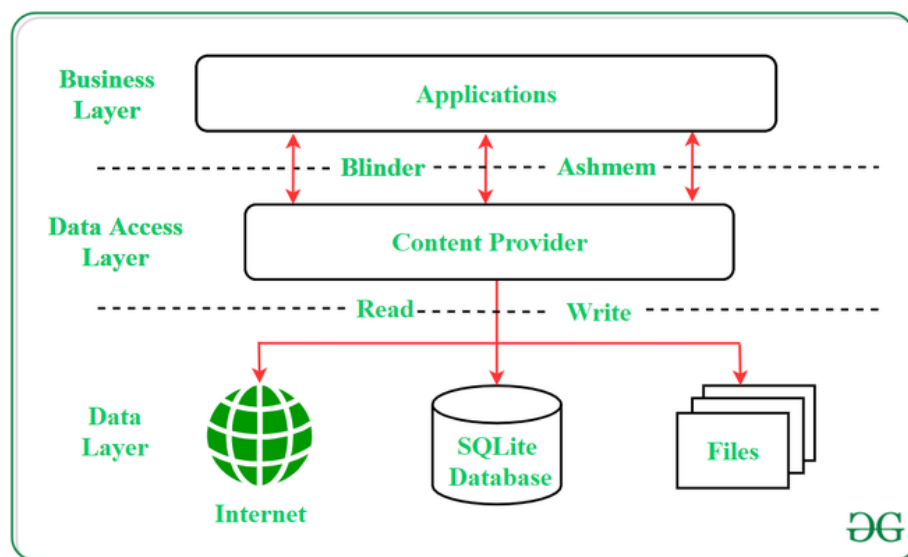 Business
Layer
Applications
Blinder
Ashmem
Data Access
Layer
Content Provider
Read
Write
Data
Layer
Internet
SQLite
Database
Files
GG